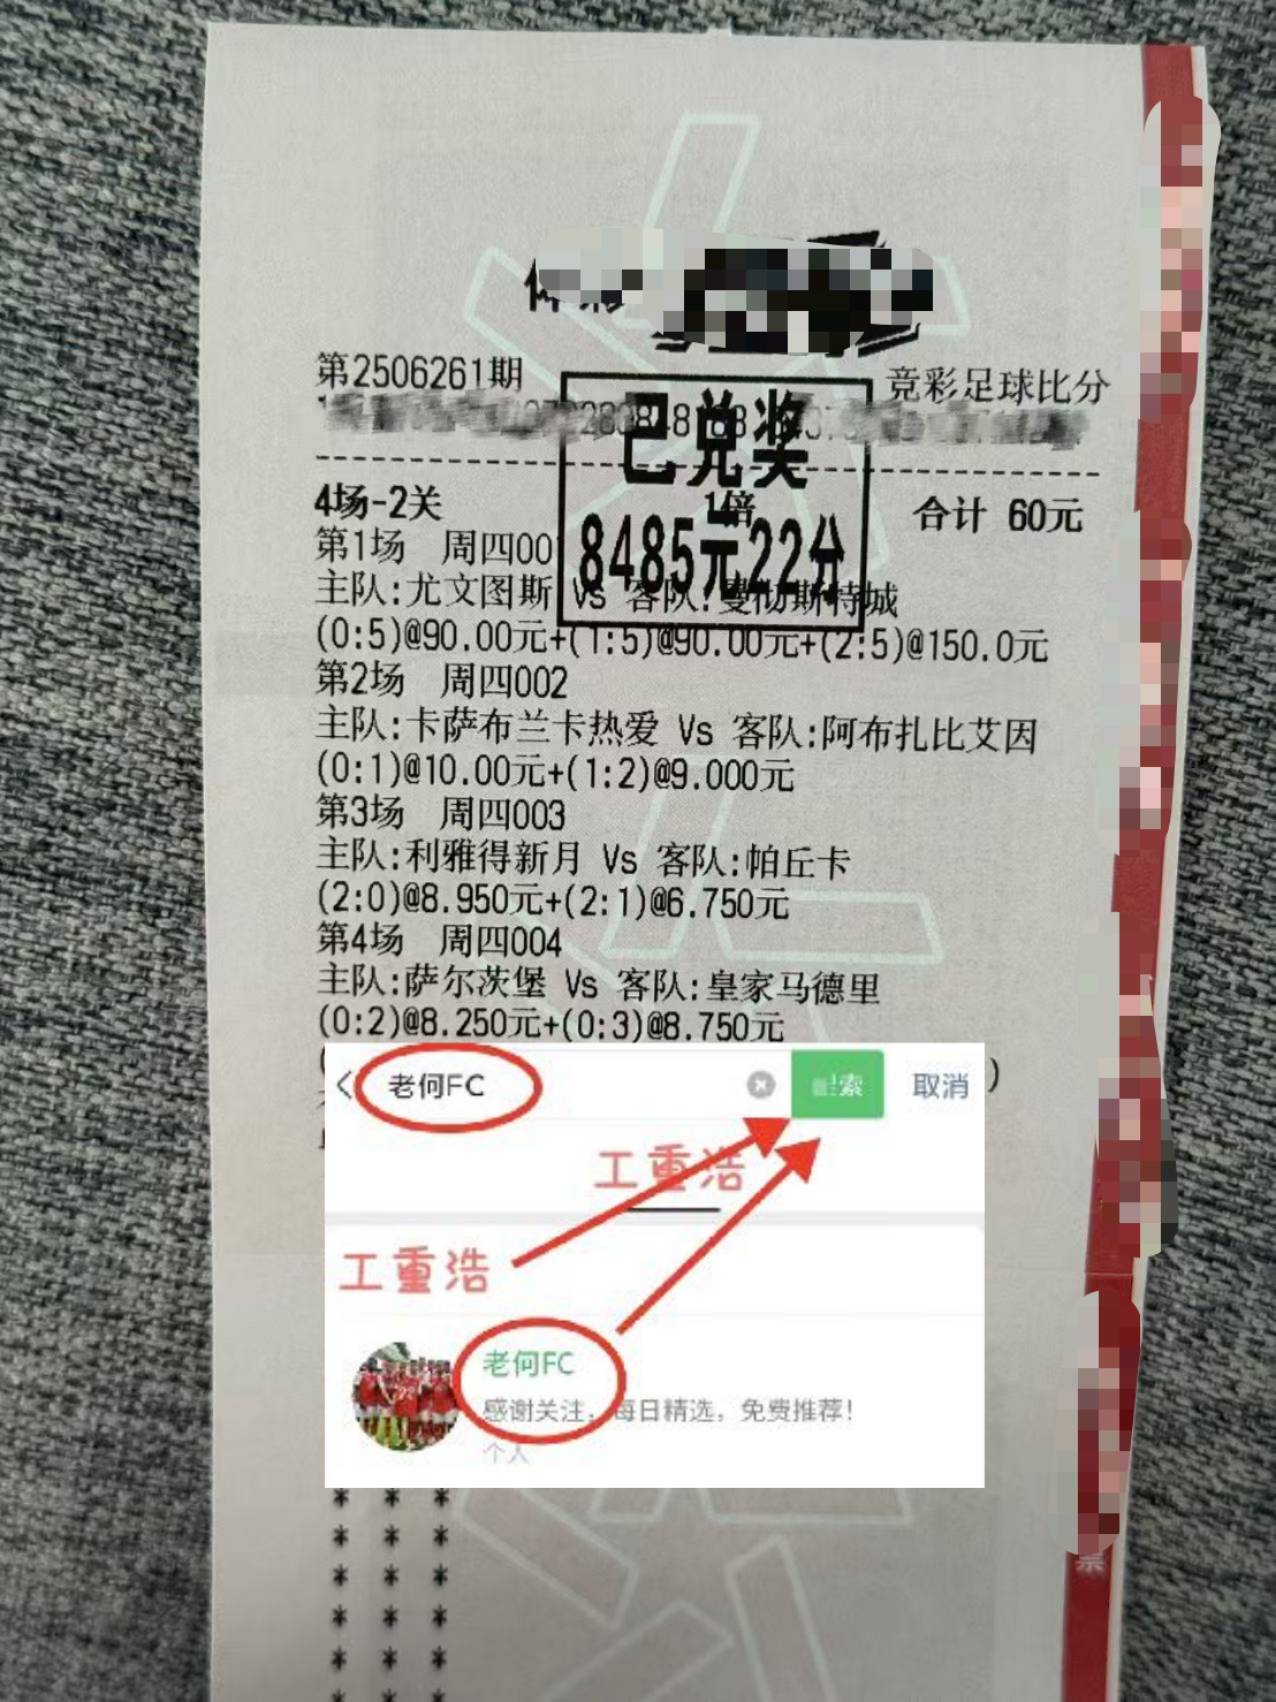 体彩
第2506261期
竞彩足球比分
已兑奖
8485元22分
4场-2关 1倍 合计 60元
第1场 周四00
主队:尤文图斯 Vs 客队:曼彻斯特城
(0:5)@90.00元+(1:5)@90.00元+(2:5)@150.0元
第2场 周四002
主队:卡萨布兰卡热爱 Vs 客队:阿布扎比艾因
(0:1)@10.00元+(1:2)@9.000元
第3场 周四003
主队:利雅得新月 Vs 客队:帕丘卡
(2:0)@8.950元+(2:1)@6.750元
第4场 周四004
主队:萨尔茨堡 Vs 客队:皇家马德里
(0:2)@8.250元+(0:3)@8.750元
老何FC 索 取消
工重浩
工重浩
老何FC
感谢关注，每日精选，免费推荐！
个人
* * *
* * *
* * *
* * *
* * *
* * *
票